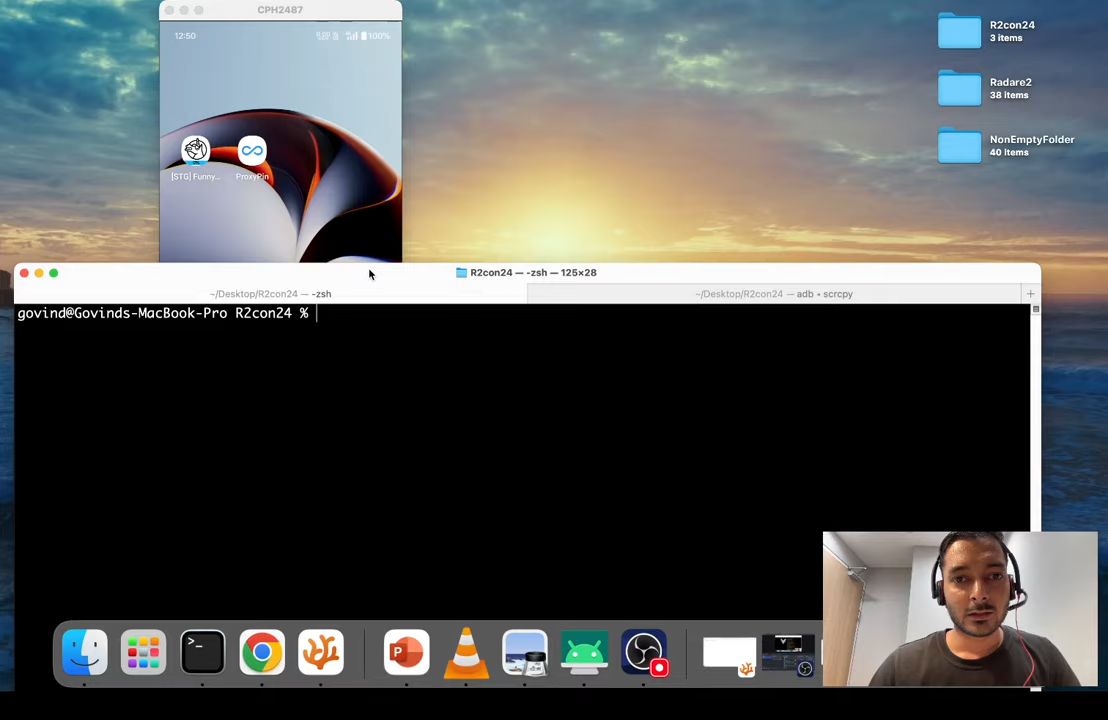 CPH2487
12:50
100%
[STG] Funny...
ProxyPin
R2con24
3 items
Radare2
38 items
NonEmptyFolder
40 items
R2con24 — -zsh — 125×28
~/Desktop/R2con24 — -zsh
~/Desktop/R2con24 — adb • scrcpy
+
govind@Govinds-MacBook-Pro R2con24 %
>_
P